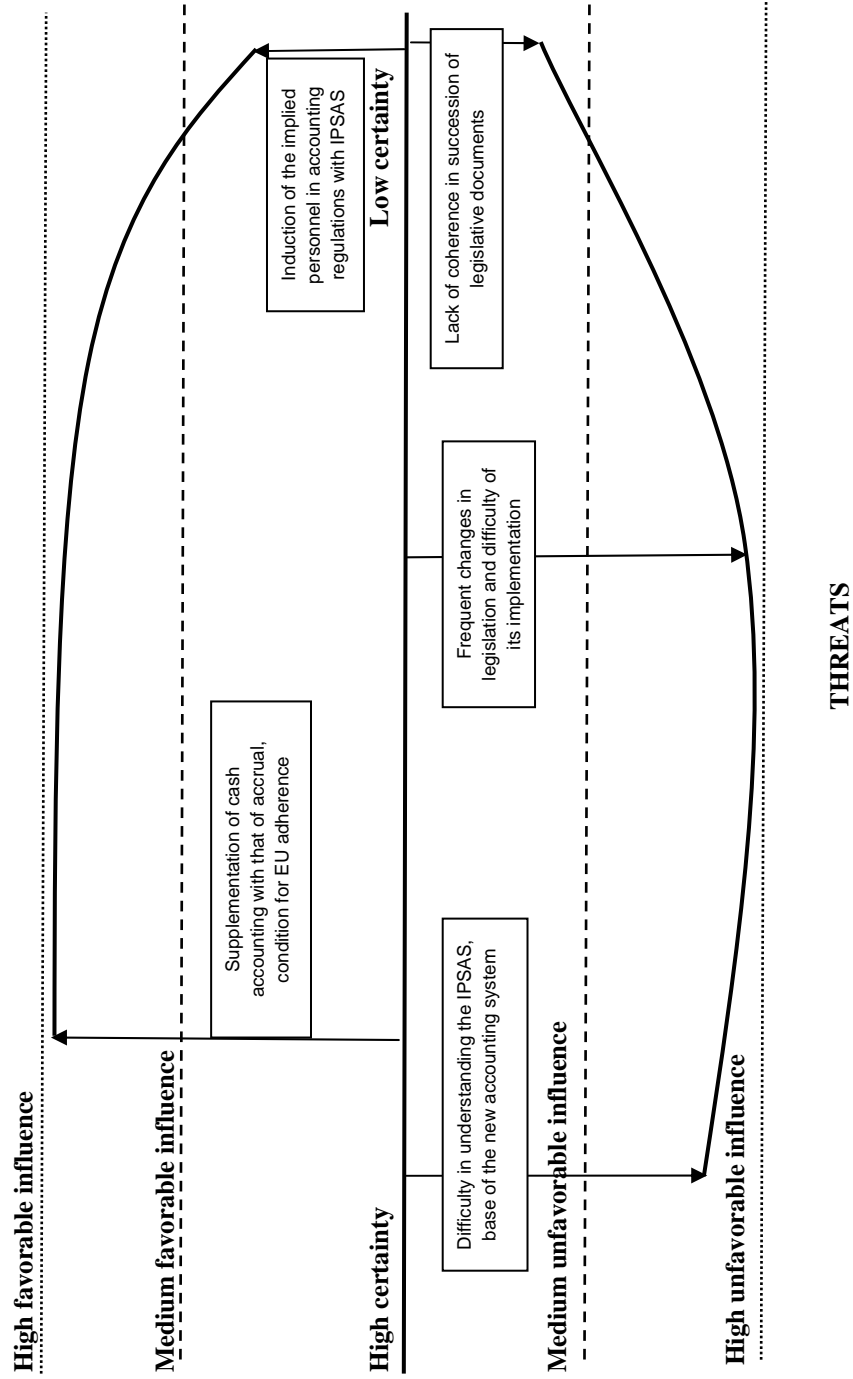 High favorable influence
Medium favorable influence
Supplementation of cash
accounting with that of accrual,
condition for EU adherence
Induction of the implied
personnel in accounting
regulations with IPSAS
High certainty
Low certainty
Difficulty in understanding the IPSAS,
base of the new accounting system
Frequent changes in
legislation and difficulty of
its implementation
Lack of coherence in succession of
legislative documents
Medium unfavorable influence
High unfavorable influence
THREATS